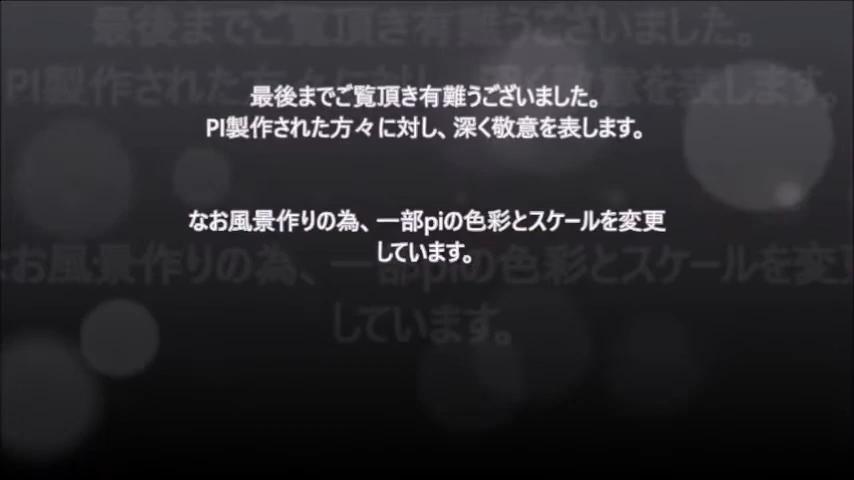 最後までご覧頂き有難うございました。
PI製作された方々に対し、深く敬意を表します。
なお風景作りの為、一部piの色彩とスケールを変更
しています。